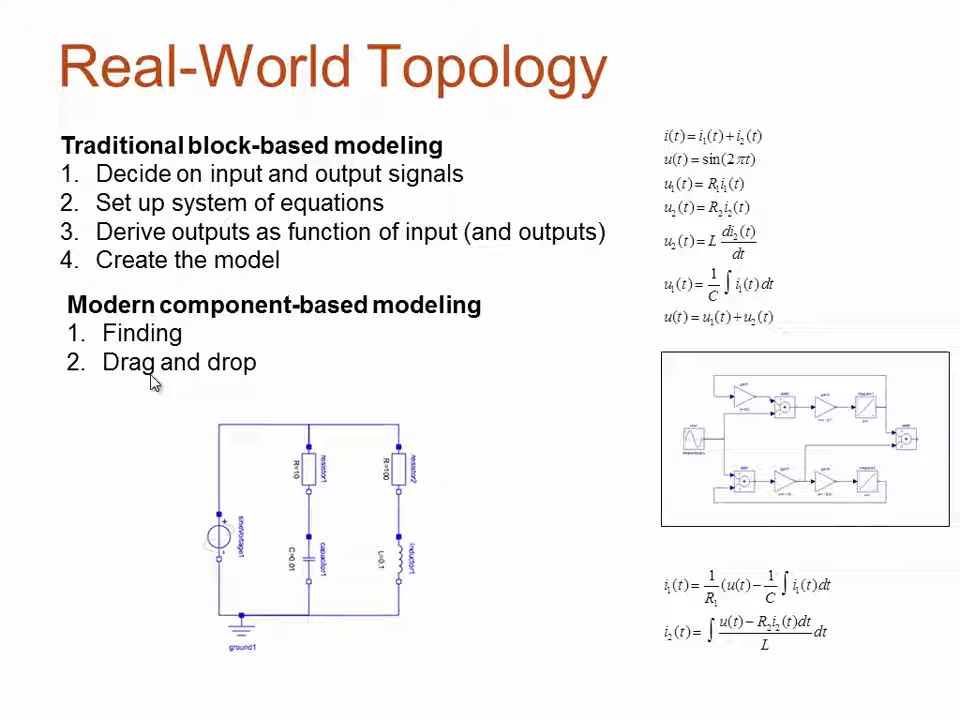 Real-World Topology
Traditional block-based modeling
1. Decide on input and output signals
2. Set up system of equations
3. Derive outputs as function of input (and outputs)
4. Create the model
Modern component-based modeling
1. Finding
2. Drag and drop
i(t) = i₁(t) + i₂(t)
u(t) = sin(2πt)
u₁(t) = R₁i₁(t)
u₂(t) = R₂i₂(t)
u₂(t) = L di₂(t)/dt
u₁(t) = 1/C ∫ i₁(t) dt
u(t) = u₁(t) + u₂(t)
R=10
resistor1
R=100
resistor2
sineVoltage1
+
-
C=0.01
capacitor1
L=0.1
inductor1
ground1
i₁(t) = 1/R₁ (u(t) − 1/C ∫ i₁(t)dt
i₂(t) = ∫ u(t) − R₂i₂(t)dt/L dt